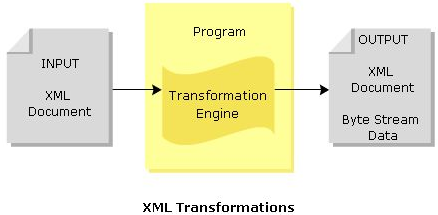 INPUT
XML
Document
Program
Transformation
Engine
OUTPUT
XML
Document
Byte Stream
Data
XML Transformations